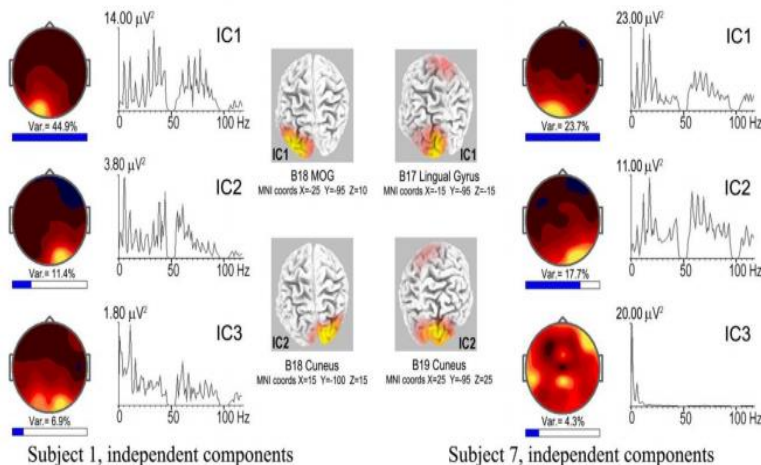 14.00 µV²
IC1
0
50
100 Hz
Var.= 44.9%
3.80 µV²
IC2
0
50
100 Hz
Var.= 11.4%
1.80 µV²
IC3
0
50
100 Hz
Var.= 6.9%
Subject 1, independent components
IC1
B18 MOG
MNI coords X=-25 Y=-95 Z=10
IC2
B18 Cuneus
MNI coords X=15 Y=-100 Z=15
IC1
B17 Lingual Gyrus
MNI coords X=-15 Y=-95 Z=-15
IC2
B19 Cuneus
MNI coords X=25 Y=-95 Z=25
23.00 µV²
IC1
0
50
100 Hz
Var.= 23.7%
11.00 µV²
IC2
0
50
100 Hz
Var.= 17.7%
20.00 µV²
IC3
0
50
100 Hz
Var.= 4.3%
Subject 7, independent components